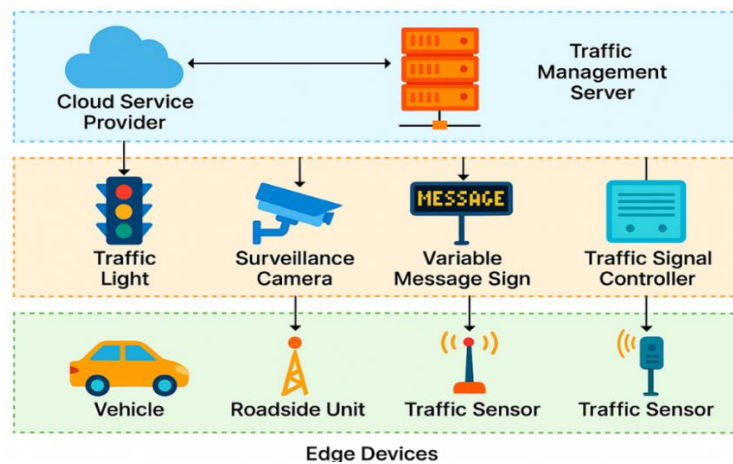 Cloud Service
Provider
Traffic
Management
Server
Traffic
Light
Surveillance
Camera
MESSAGE
Variable
Message Sign
Traffic Signal
Controller
Vehicle
Roadside Unit
Traffic Sensor
Traffic Sensor
Edge Devices